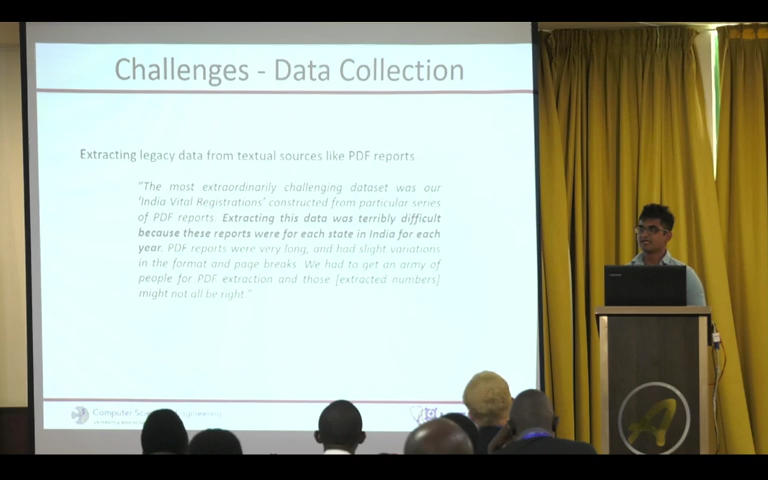 Challenges - Data Collection
Extracting legacy data from textual sources like PDF reports
"The most extraordinarily challenging dataset was our
'India Vital Registrations' constructed from particular series
of PDF reports. Extracting this data was terribly difficult
because these reports were for each state in India for each
year. PDF reports were very long, and had slight variations
in the format and page breaks. We had to get an army of
people for PDF extraction and those [extracted numbers]
might not all be right."
Computer Engineering